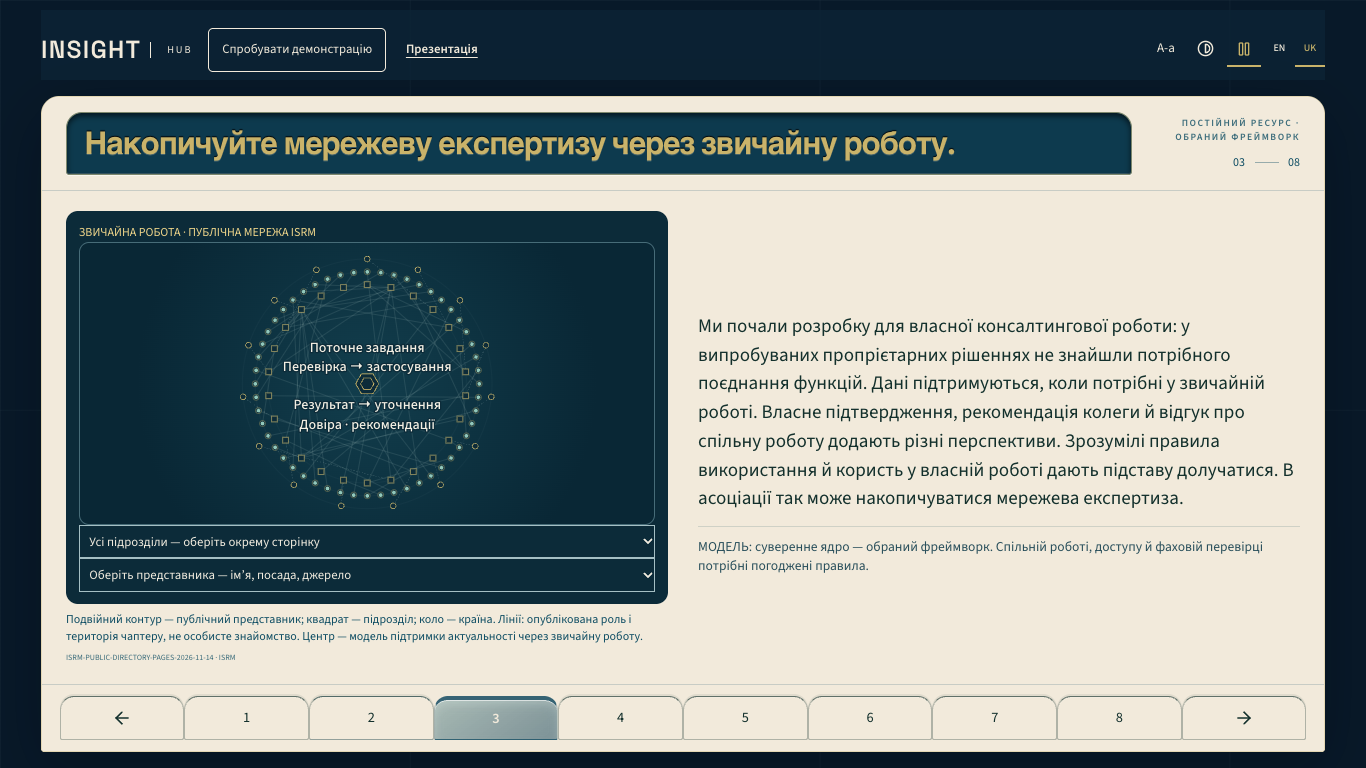 INSIGHT | HUB
Спробувати демонстрацію
Презентація
A-a
EN
UK
Накопичуйте мережеву експертизу через звичайну роботу.
ПОСТІЙНИЙ РЕСУРС ·
ОБРАНИЙ ФРЕЙМВОРК
03 — 08
ЗВИЧАЙНА РОБОТА · ПУБЛІЧНА МЕРЕЖА ISRM
Поточне завдання
Перевірка → застосування
Результат → уточнення
Довіра · рекомендації
Усі підрозділи — оберіть окрему сторінку
Оберіть представника — ім’я, посада, джерело
Подвійний контур — публічний представник; квадрат — підрозділ; коло — країна. Лінії: опублікована роль і
територія чаптеру, не особисте знайомство. Центр — модель підтримки актуальності через звичайну роботу.
ISRM-PUBLIC-DIRECTORY-PAGES-2026-11-14 · ISRM
Ми почали розробку для власної консалтингової роботи: у
випробуваних пропрієтарних рішеннях не знайшли потрібного
поєднання функцій. Дані підтримуються, коли потрібні у звичайній
роботі. Власне підтвердження, рекомендація колеги й відгук про
спільну роботу додають різні перспективи. Зрозумілі правила
використання й користь у власній роботі дають підставу долучатися. В
асоціації так може накопичуватися мережева експертиза.
МОДЕЛЬ: суверенне ядро — обраний фреймворк. Спільній роботі, доступу й фаховій перевірці
потрібні погоджені правила.
← 1 2 3 4 5 6 7 8 →